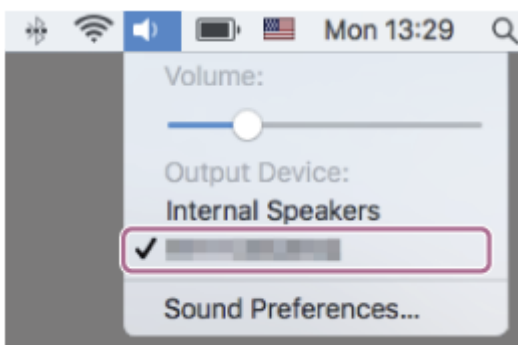 Mon 13:29
Volume:
Output Device:
Internal Speakers
Sound Preferences...